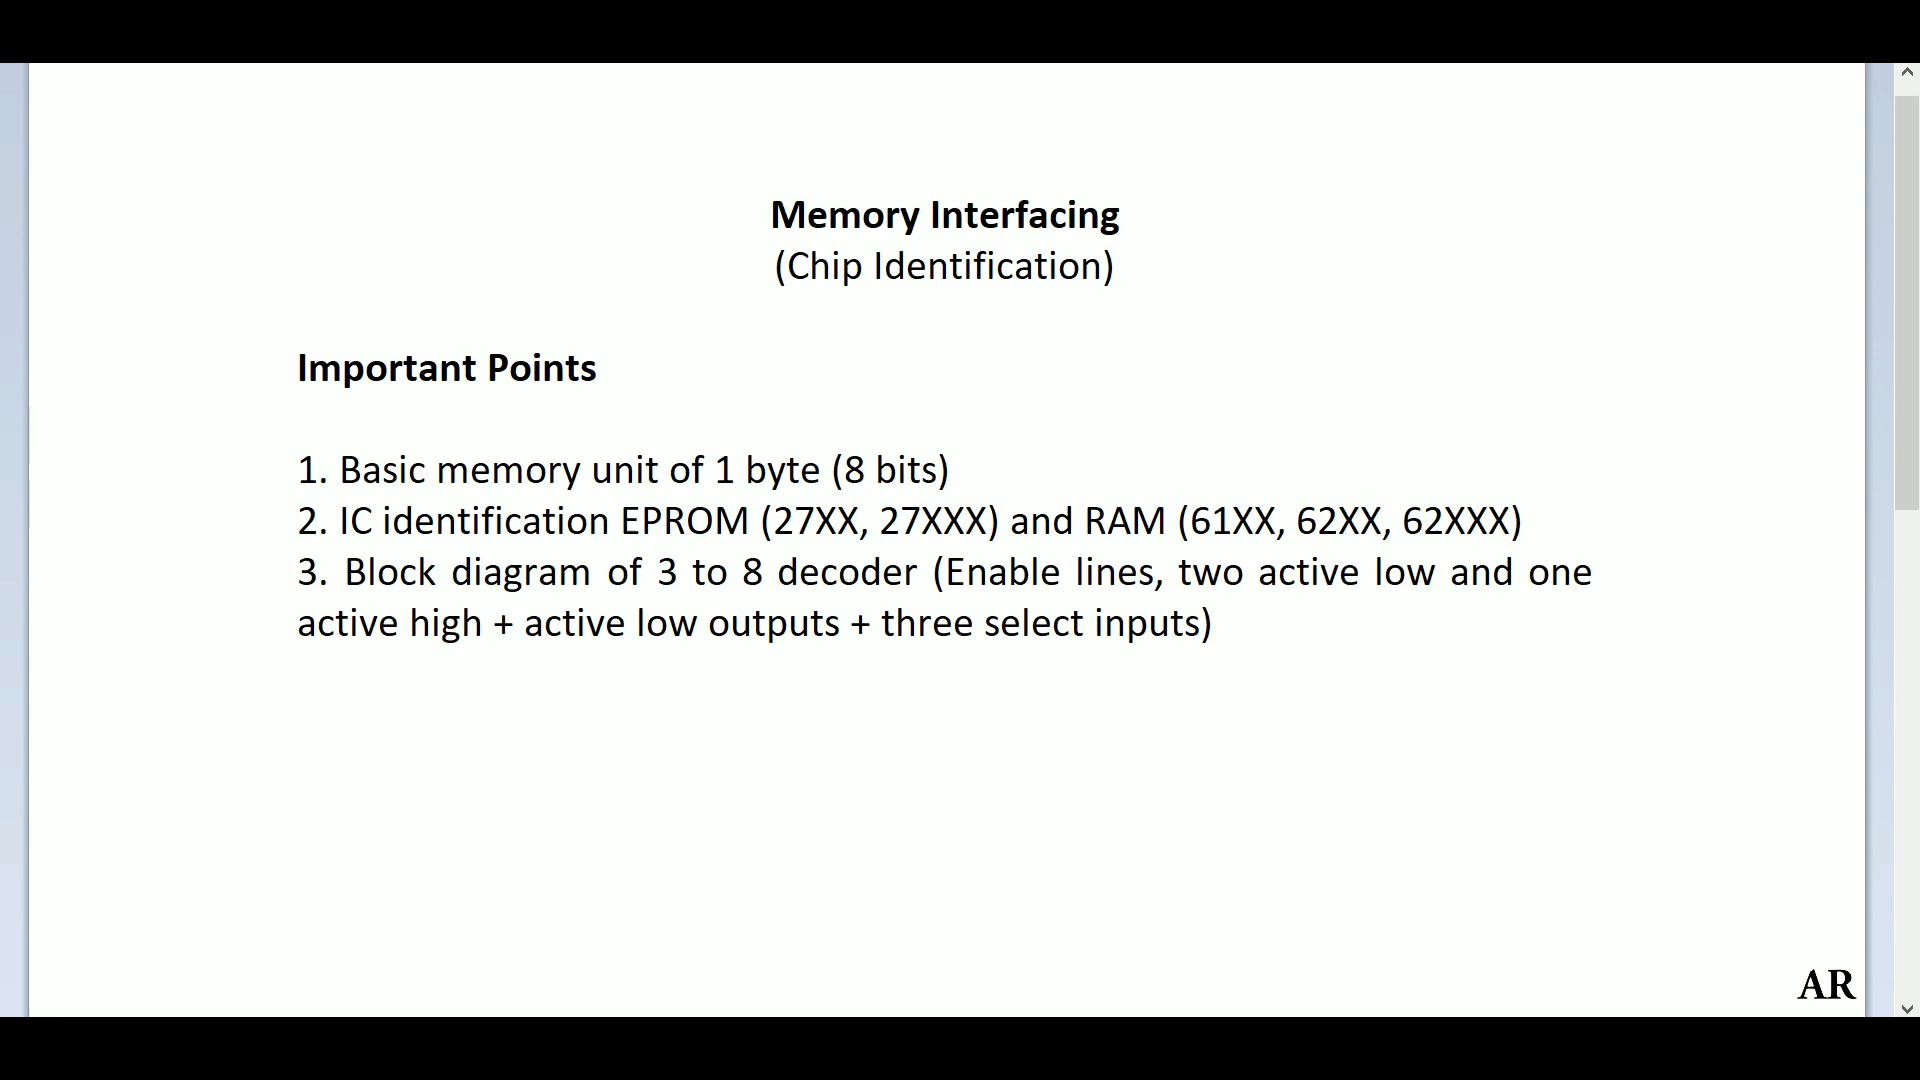 Memory Interfacing
(Chip Identification)
Important Points
1. Basic memory unit of 1 byte (8 bits)
2. IC identification EPROM (27XX, 27XXX) and RAM (61XX, 62XX, 62XXX)
3. Block diagram of 3 to 8 decoder (Enable lines, two active low and one
active high + active low outputs + three select inputs)
AR